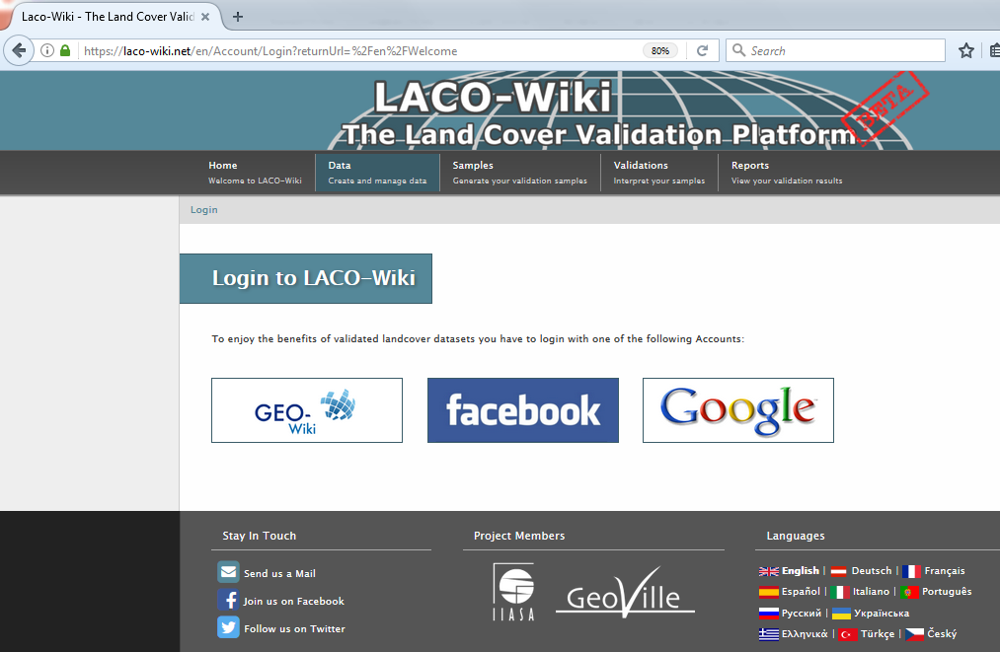 Laco-Wiki - The Land Cover Valid
https://laco-wiki.net/en/Account/Login?returnUrl=%2Fen%2FWelcome
80%
Search
LACO-Wiki
The Land Cover Validation Platform
BETA
Home
Welcome to LACO-Wiki
Data
Create and manage data
Samples
Generate your validation samples
Validations
Interpret your samples
Reports
View your validation results
Login
Login to LACO-Wiki
To enjoy the benefits of validated landcover datasets you have to login with one of the following Accounts:
GEO-
Wiki
facebook
Google™
Stay In Touch
Send us a Mail
Join us on Facebook
Follow us on Twitter
Project Members
IIASA
GeoVille
Languages
English | Deutsch | Français
Español | Italiano | Português
Русский | Українська
Ελληνικά | Türkçe | Český